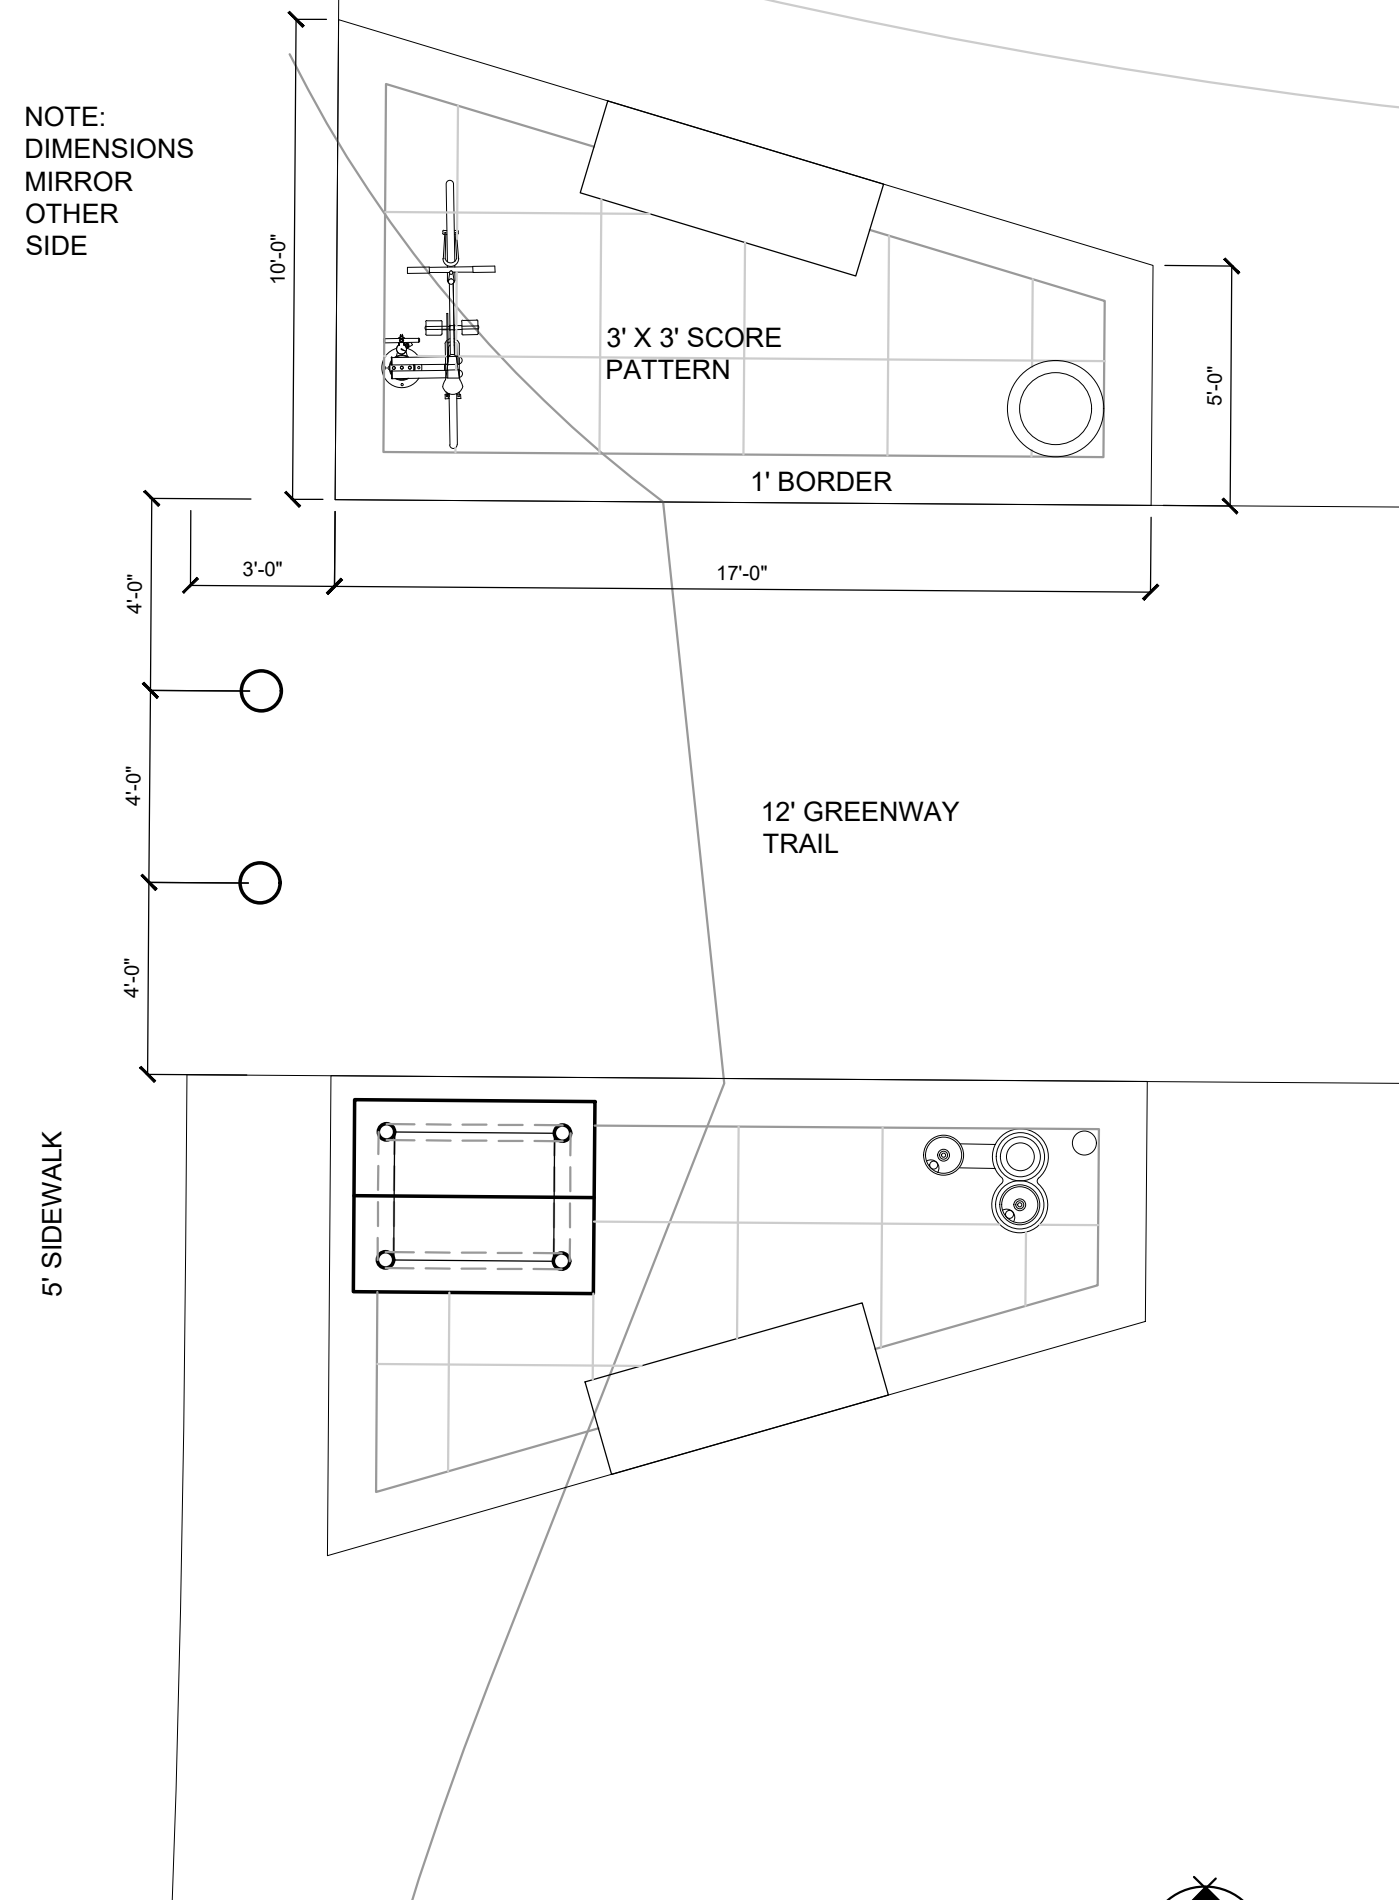 NOTE:
DIMENSIONS
MIRROR
OTHER
SIDE
10'-0"
3' X 3' SCORE
PATTERN
5'-0"
1' BORDER
3'-0"
17'-0"
4'-0"
4'-0"
12' GREENWAY
TRAIL
4'-0"
5' SIDEWALK